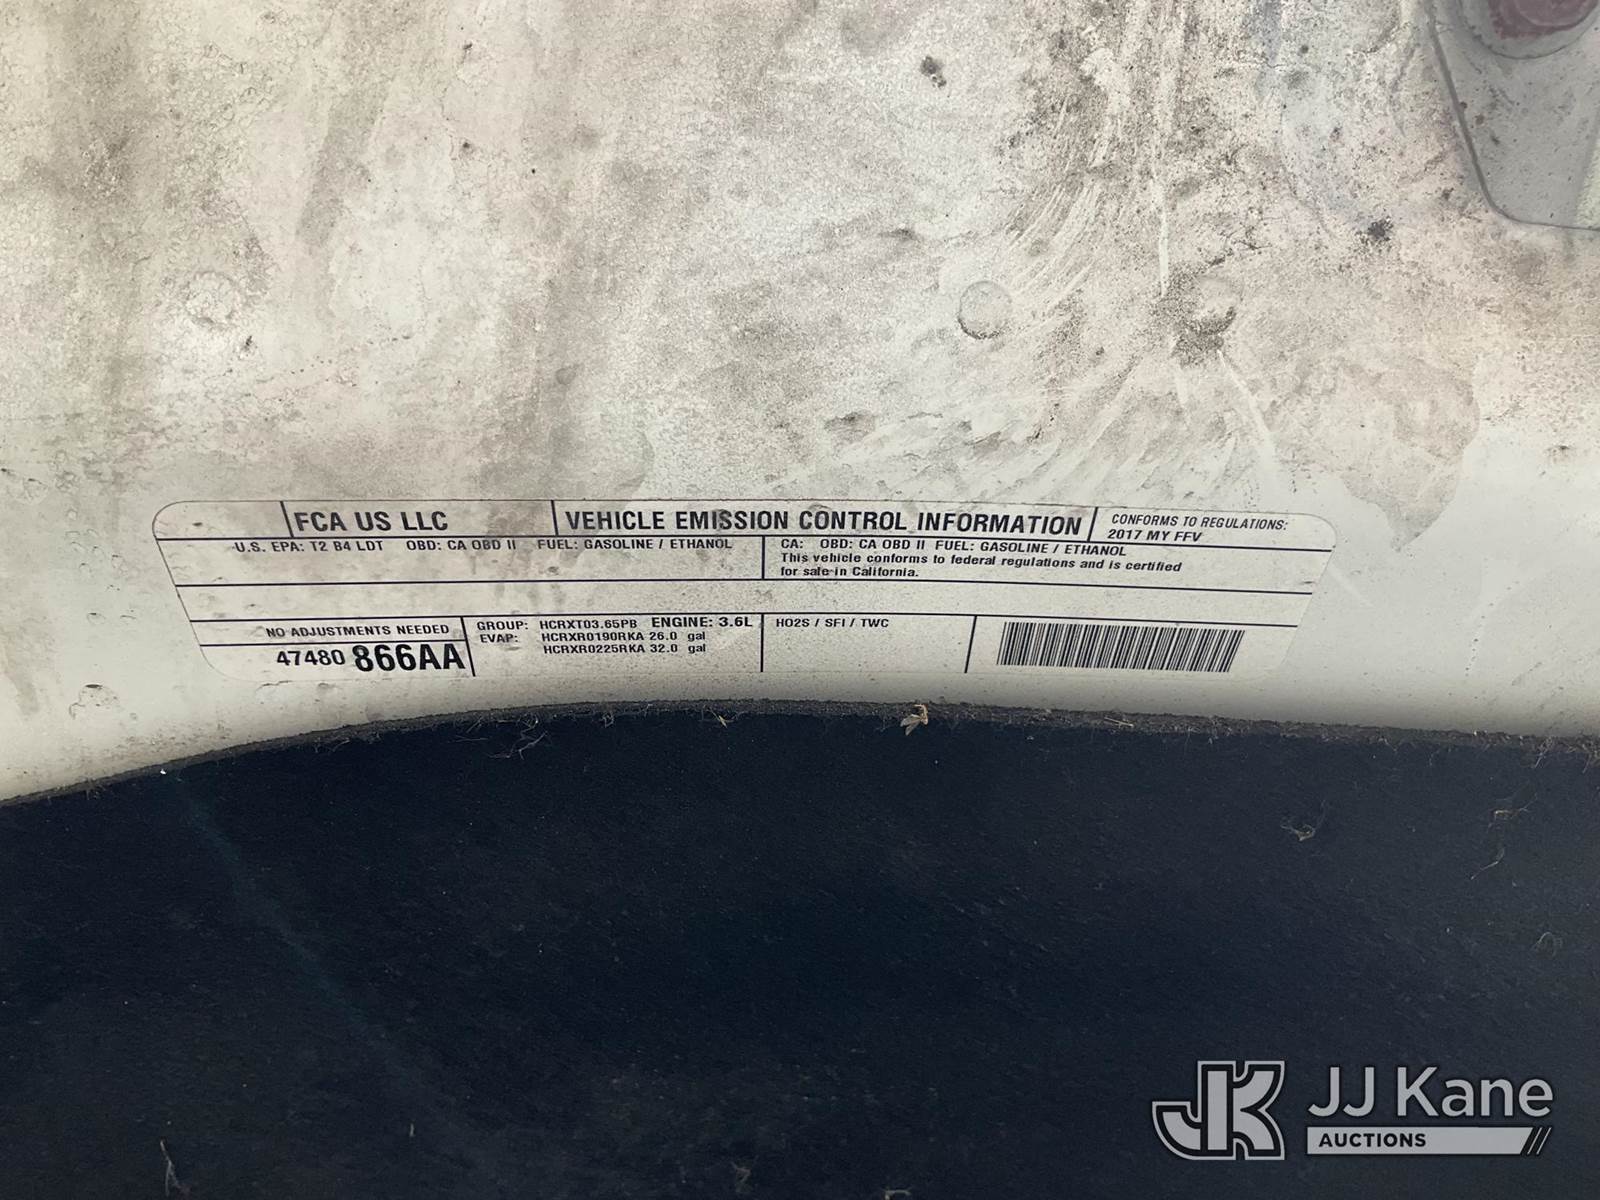 FCA US LLC
VEHICLE EMISSION CONTROL INFORMATION
CONFORMS TO REGULATIONS:
2017 MY FFV
U.S. EPA: T2 B4 LDT OBD: CA OBD II FUEL: GASOLINE / ETHANOL
CA: OBD: CA OBD II FUEL: GASOLINE / ETHANOL
This vehicle conforms to federal regulations and is certified
for sale in California.
NO ADJUSTMENTS NEEDED
47480 866AA
GROUP: HCRXT03.65PB ENGINE: 3.6L
EVAP: HCRXR0190RKA 26.0 gal
HCRXR0225RKA 32.0 gal
HO2S / SFI / TWC
JK JJ Kane
AUCTIONS